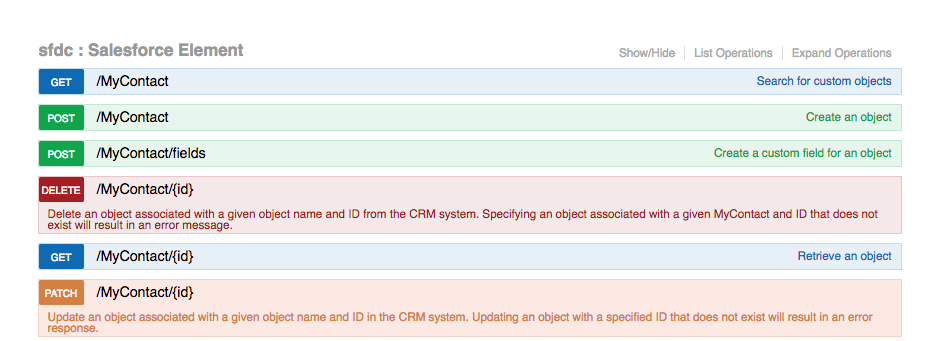 sfdc : Salesforce Element
Show/Hide
List Operations
Expand Operations
GET /MyContact Search for custom objects
POST /MyContact Create an object
POST /MyContact/fields Create a custom field for an object
DELETE /MyContact/{id}
Delete an object associated with a given object name and ID from the CRM system. Specifying an object associated with a given MyContact and ID that does not
exist will result in an error message.
GET /MyContact/{id} Retrieve an object
PATCH /MyContact/{id}
Update an object associated with a given object name and ID in the CRM system. Updating an object with a specified ID that does not exist will result in an error
response.